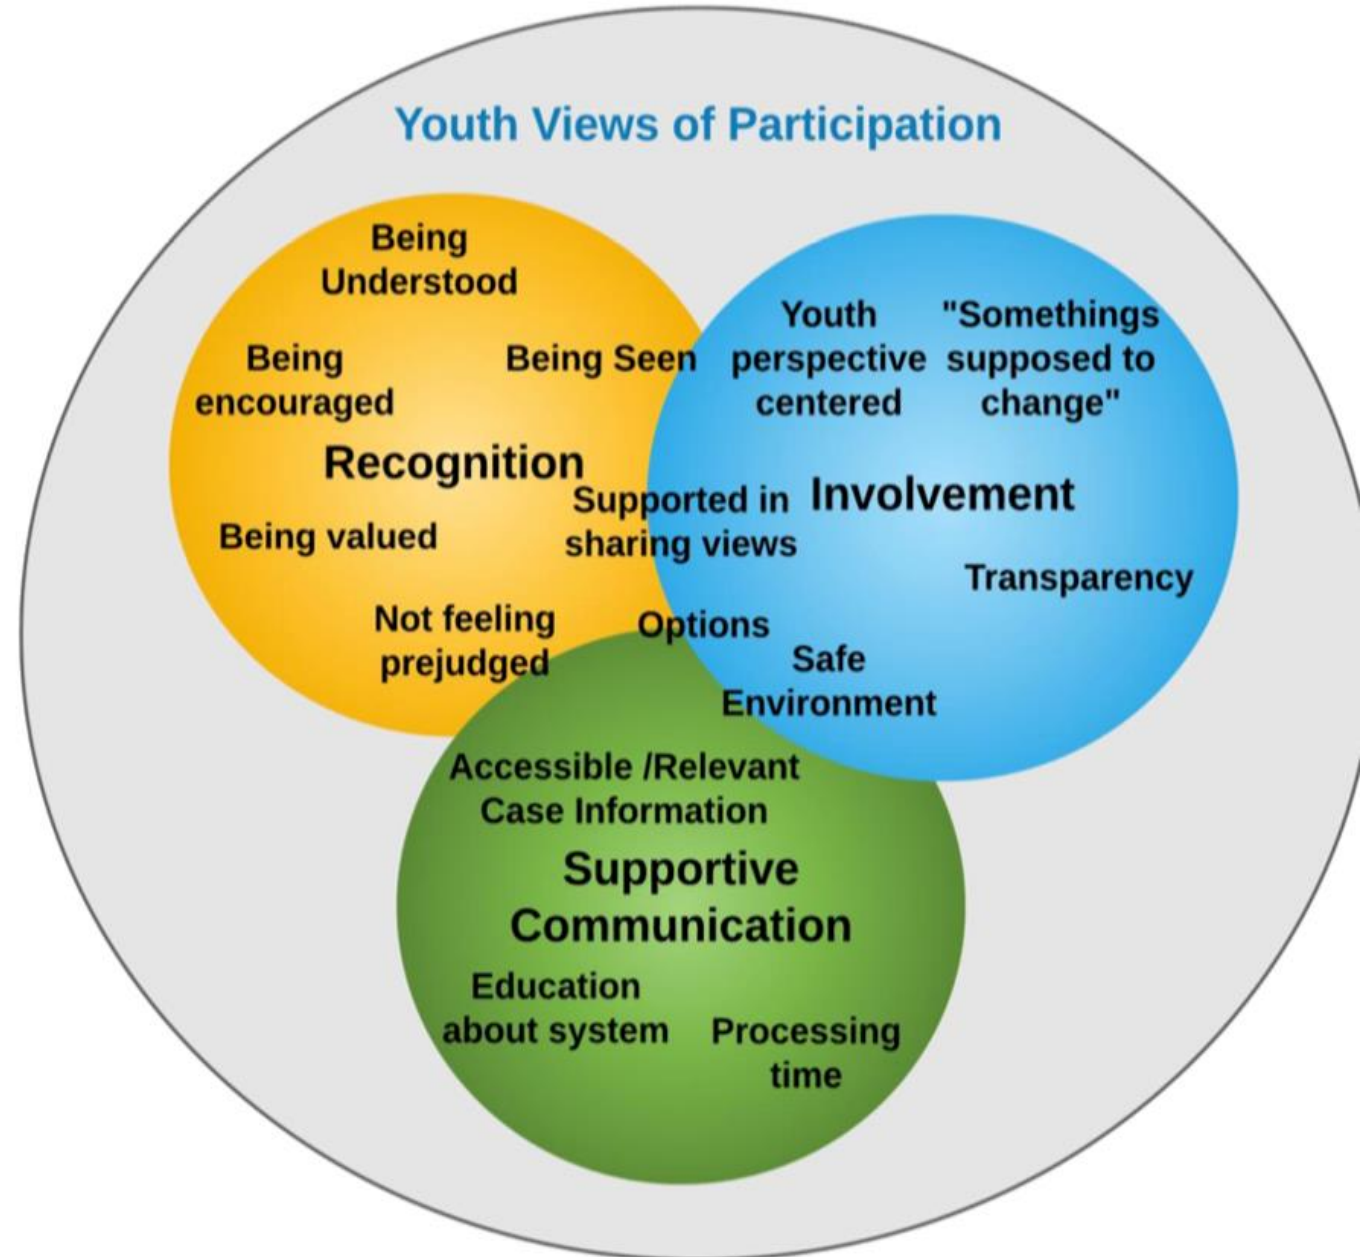 Youth Views of Participation
Being
Understood
Being
encouraged
Being Seen
Recognition
Being valued
Not feeling
prejudged
Supported in
sharing views
Options
Youth
perspective
centered
"Somethings
supposed to
change"
Involvement
Transparency
Safe
Environment
Accessible /Relevant
Case Information
Supportive
Communication
Education
about system
Processing
time